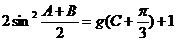 2sin² (A+B)/2 = g(C + π/3) + 1